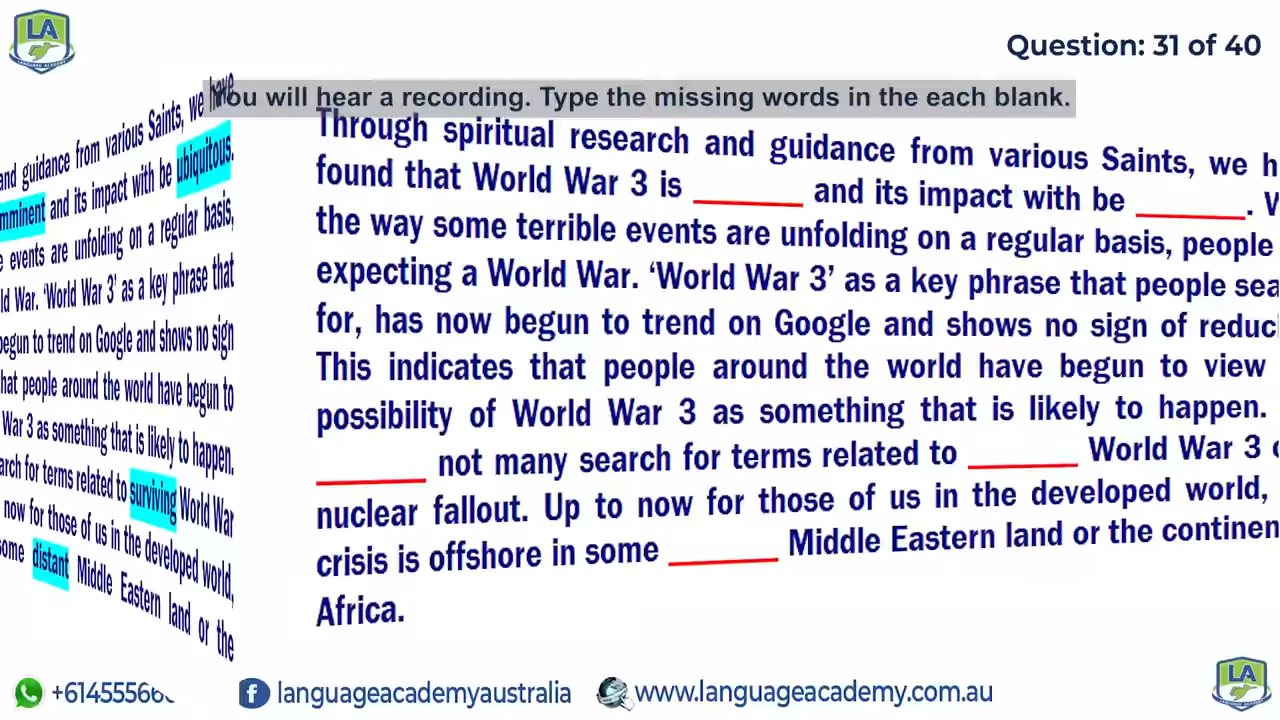 LA
LANGUAGE ACADEMY
Question: 31 of 40
You will hear a recording. Type the missing words in the each blank.
have
and guidance from various Saints, we
and its impact with be ubiquitous.
events are unfolding on a regular basis,
War. ‘World War 3’ as a key phrase that
begun to trend on Google and shows no sign
that people around the world have begun to
War 3 as something that is likely to happen.
search for terms related to surviving World War
now for those of us in the developed world,
some distant Middle Eastern land or the
Through spiritual research and guidance from various Saints, we
found that World War 3 is ______ and its impact with be ______.
the way some terrible events are unfolding on a regular basis, people
expecting a World War. ‘World War 3’ as a key phrase that people
for, has now begun to trend on Google and shows no sign of
This indicates that people around the world have begun to view
possibility of World War 3 as something that is likely to happen.
______ not many search for terms related to ______ World War 3
nuclear fallout. Up to now for those of us in the developed world,
crisis is offshore in some ______ Middle Eastern land or the
Africa.
languageacademyaustralia
www.languageacademy.com.au
LA